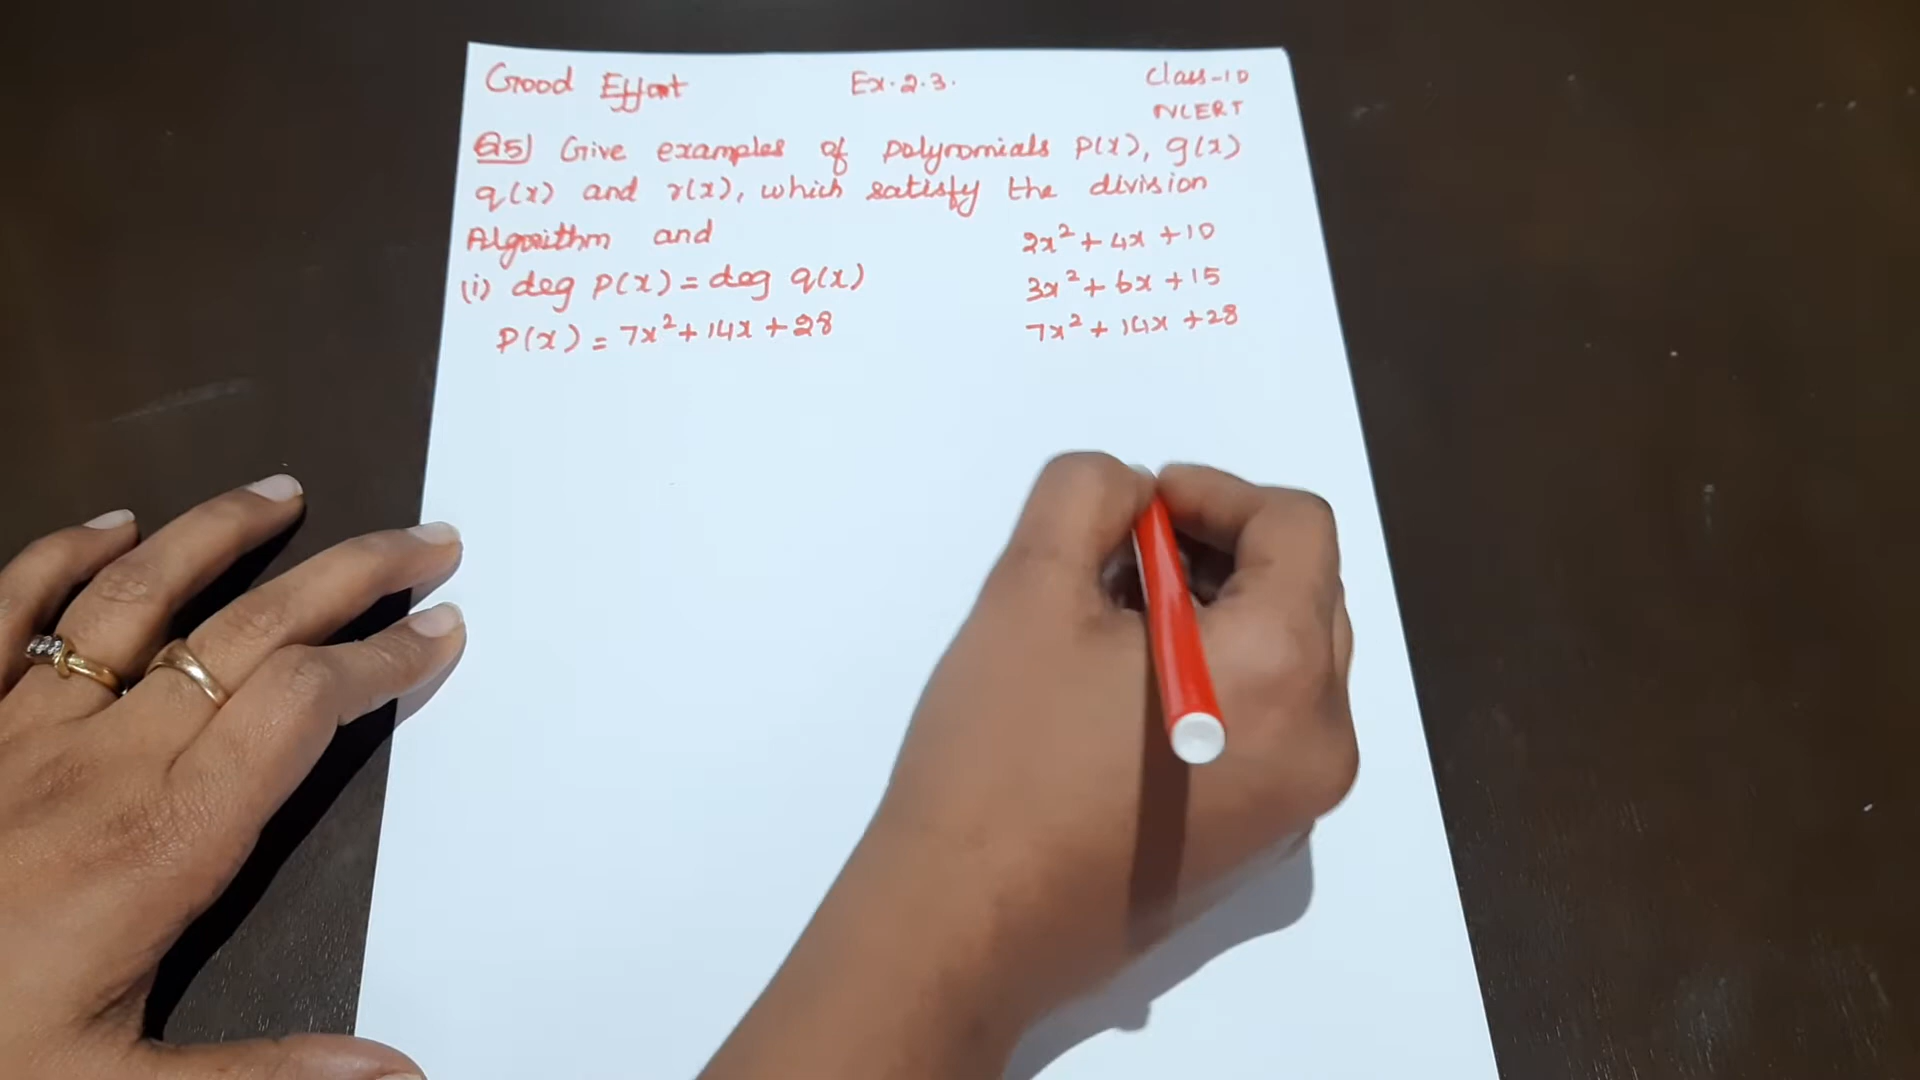 Good Effort Ex.2.3. Class-10
NCERT
Q5) Give examples of polynomials P(x), g(x)
q(x) and r(x), which satisfy the division
Algorithm and
(i) deg P(x) = deg q(x)
P(x) = 7x² + 14x + 28
2x² + 4x + 10
3x² + 6x + 15
7x² + 14x + 28